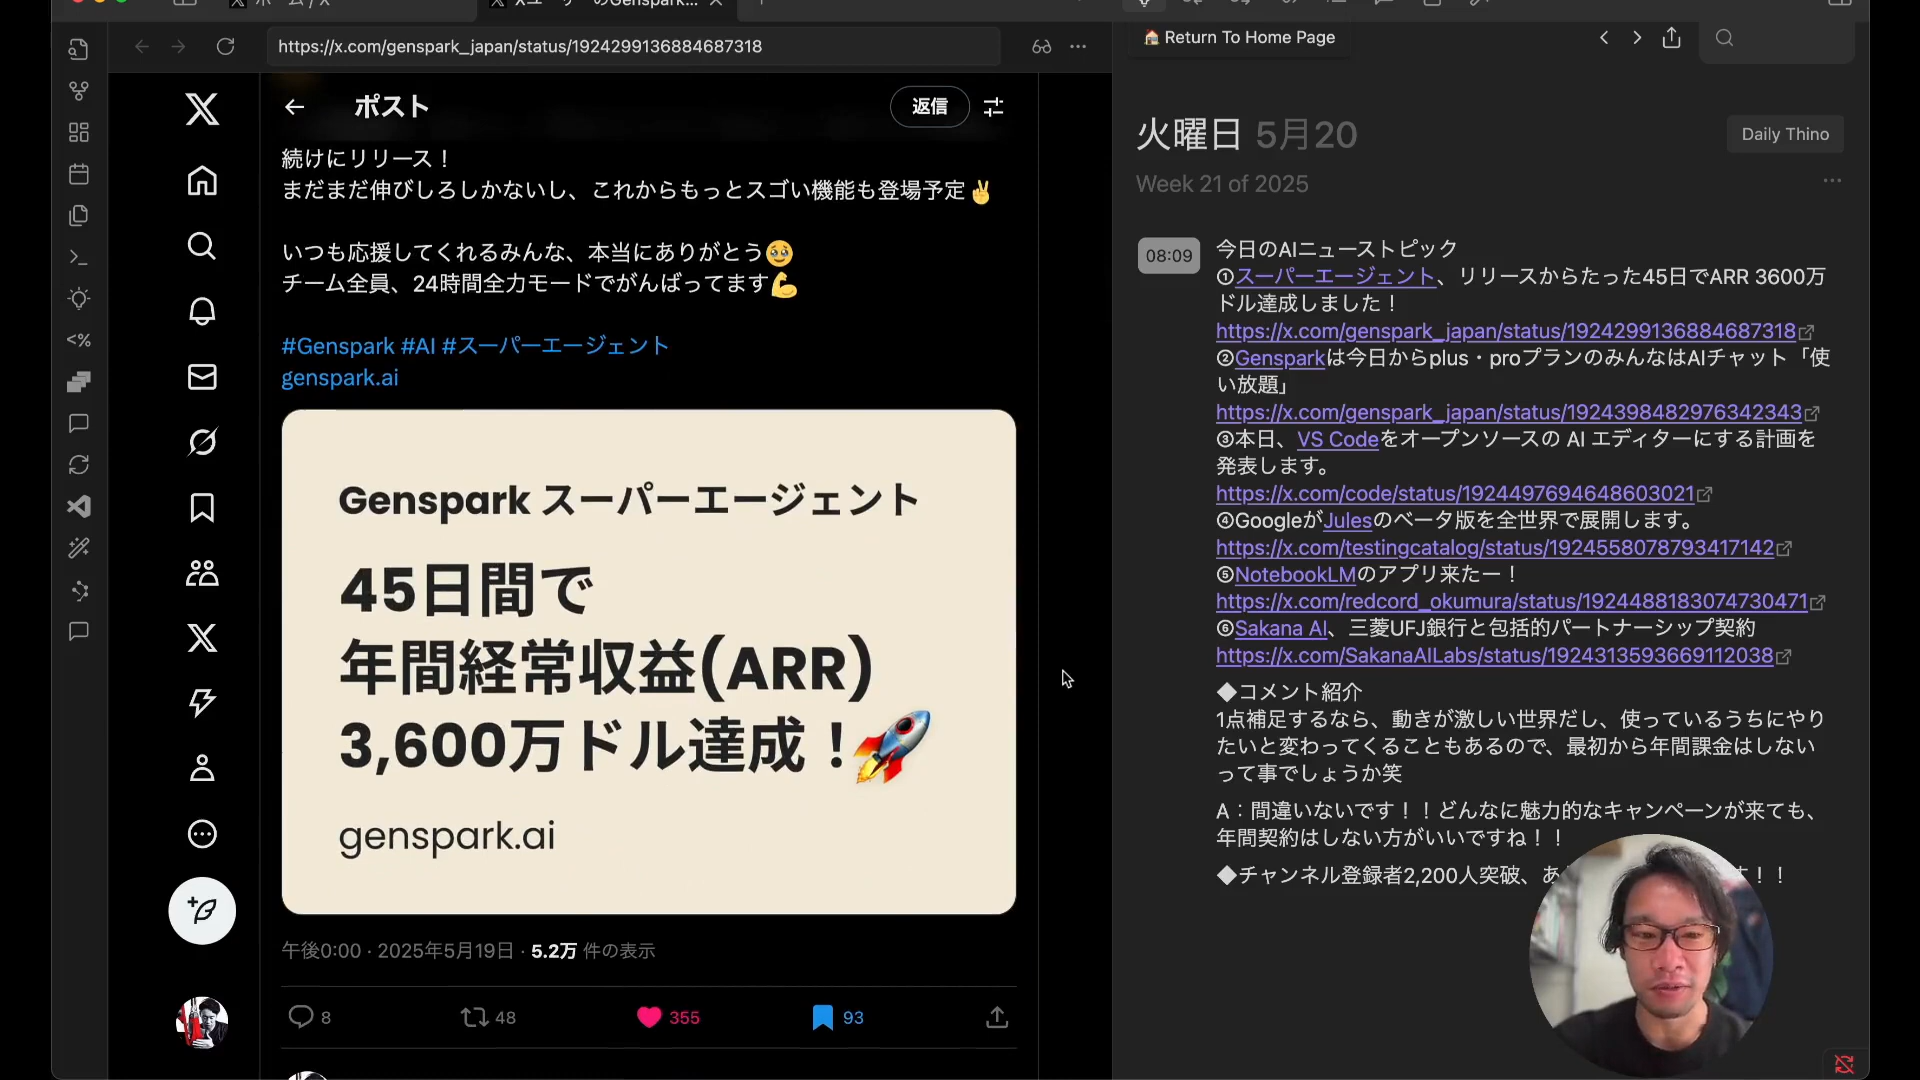 https://x.com/genspark_japan/status/1924299136884687318
ポスト
返信
続けにリリース！
まだまだ伸びしろしかないし、これからもっとスゴい機能も登場予定✌️
いつも応援してくれるみんな、本当にありがとう🥹
チーム全員、24時間全力モードでがんばってます💪
#Genspark #AI #スーパーエージェント
genspark.ai
Genspark スーパーエージェント
45日間で
年間経常収益(ARR)
3,600万ドル達成！🚀
genspark.ai
午後0:00 · 2025年5月19日 · 5.2万 件の表示
8
48
355
93
🏠 Return To Home Page
火曜日 5月20
Daily Thino
Week 21 of 2025
08:09
今日のAIニューストピック
①スーパーエージェント、リリースからたった45日でARR 3600万
ドル達成しました！
https://x.com/genspark_japan/status/1924299136884687318
②Gensparkは今日からplus・proプランのみんなはAIチャット「使
い放題」
https://x.com/genspark_japan/status/1924398482976342343
③本日、VS Codeをオープンソースの AI エディターにする計画を
発表します。
https://x.com/code/status/1924497694648603021
④GoogleがJulesのベータ版を全世界で展開します。
https://x.com/testingcatalog/status/1924558078793417142
⑤NotebookLMのアプリ来たー！
https://x.com/redcord_okumura/status/1924488183074730471
⑥Sakana AI、三菱UFJ銀行と包括的パートナーシップ契約
https://x.com/SakanaAILabs/status/1924313593669112038
◆コメント紹介
1点補足するなら、動きが激しい世界だし、使っているうちにやり
たいと変わってくることもあるので、最初から年間課金はしない
って事でしょうか笑
A：間違いないです！！どんなに魅力的なキャンペーンが来ても、
年間契約はしない方がいいですね！！
◆チャンネル登録者2,200人突破、あ
！！